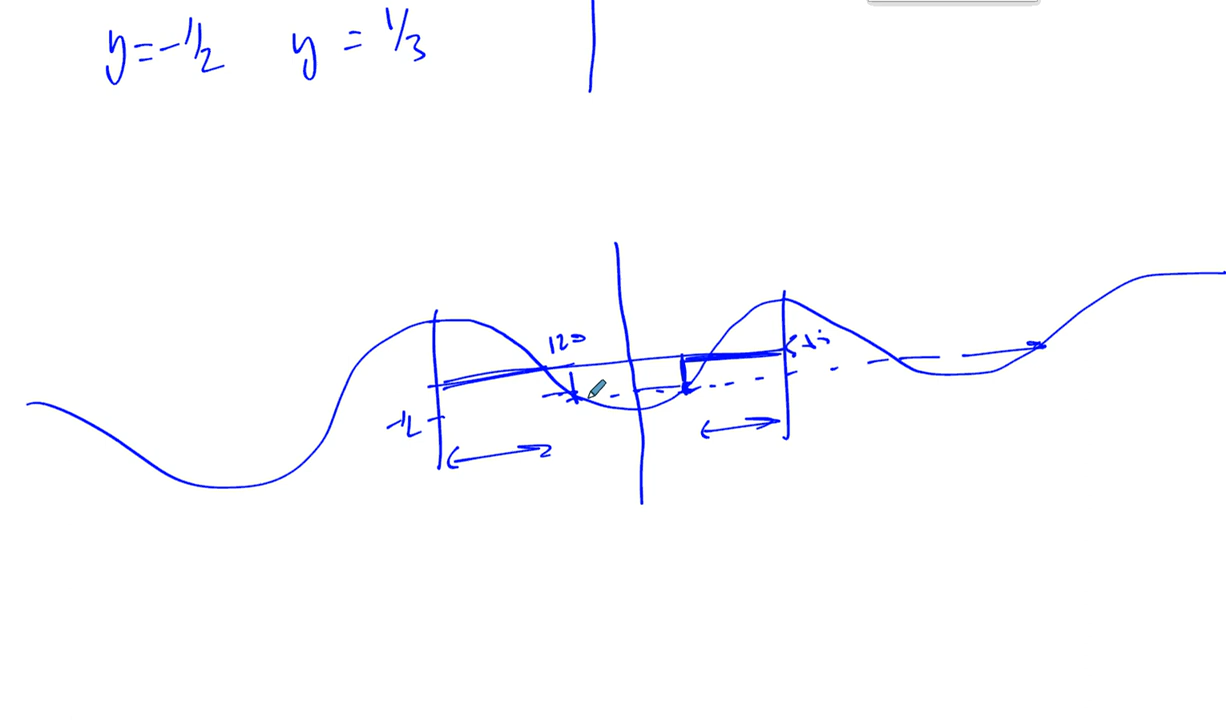 y=-1/2 y = 1/3
120
-1/2